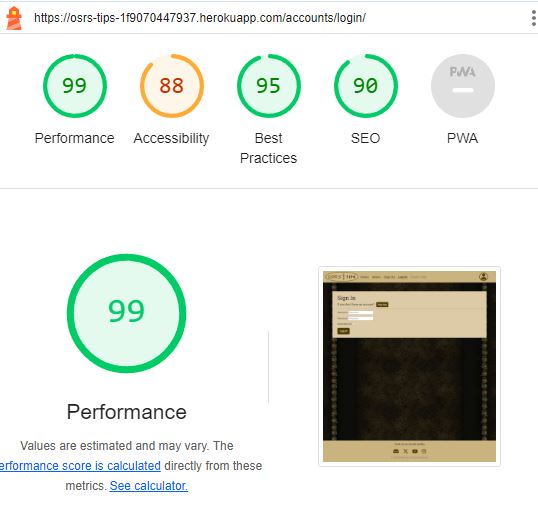 https://osrs-tips-1f9070447937.herokuapp.com/accounts/login/
99 88 95 90 PWA
Performance Accessibility Best Practices SEO PWA
99
Sign In
Performance
Values are estimated and may vary. The
erformance score is calculated directly from these
metrics. See calculator.